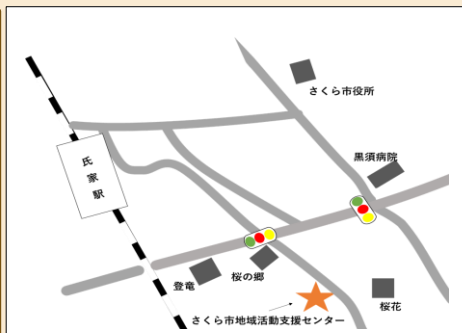 さくら市役所
黒須病院
氏家駅
桜の郷
登竜
桜花
さくら市地域活動支援センター